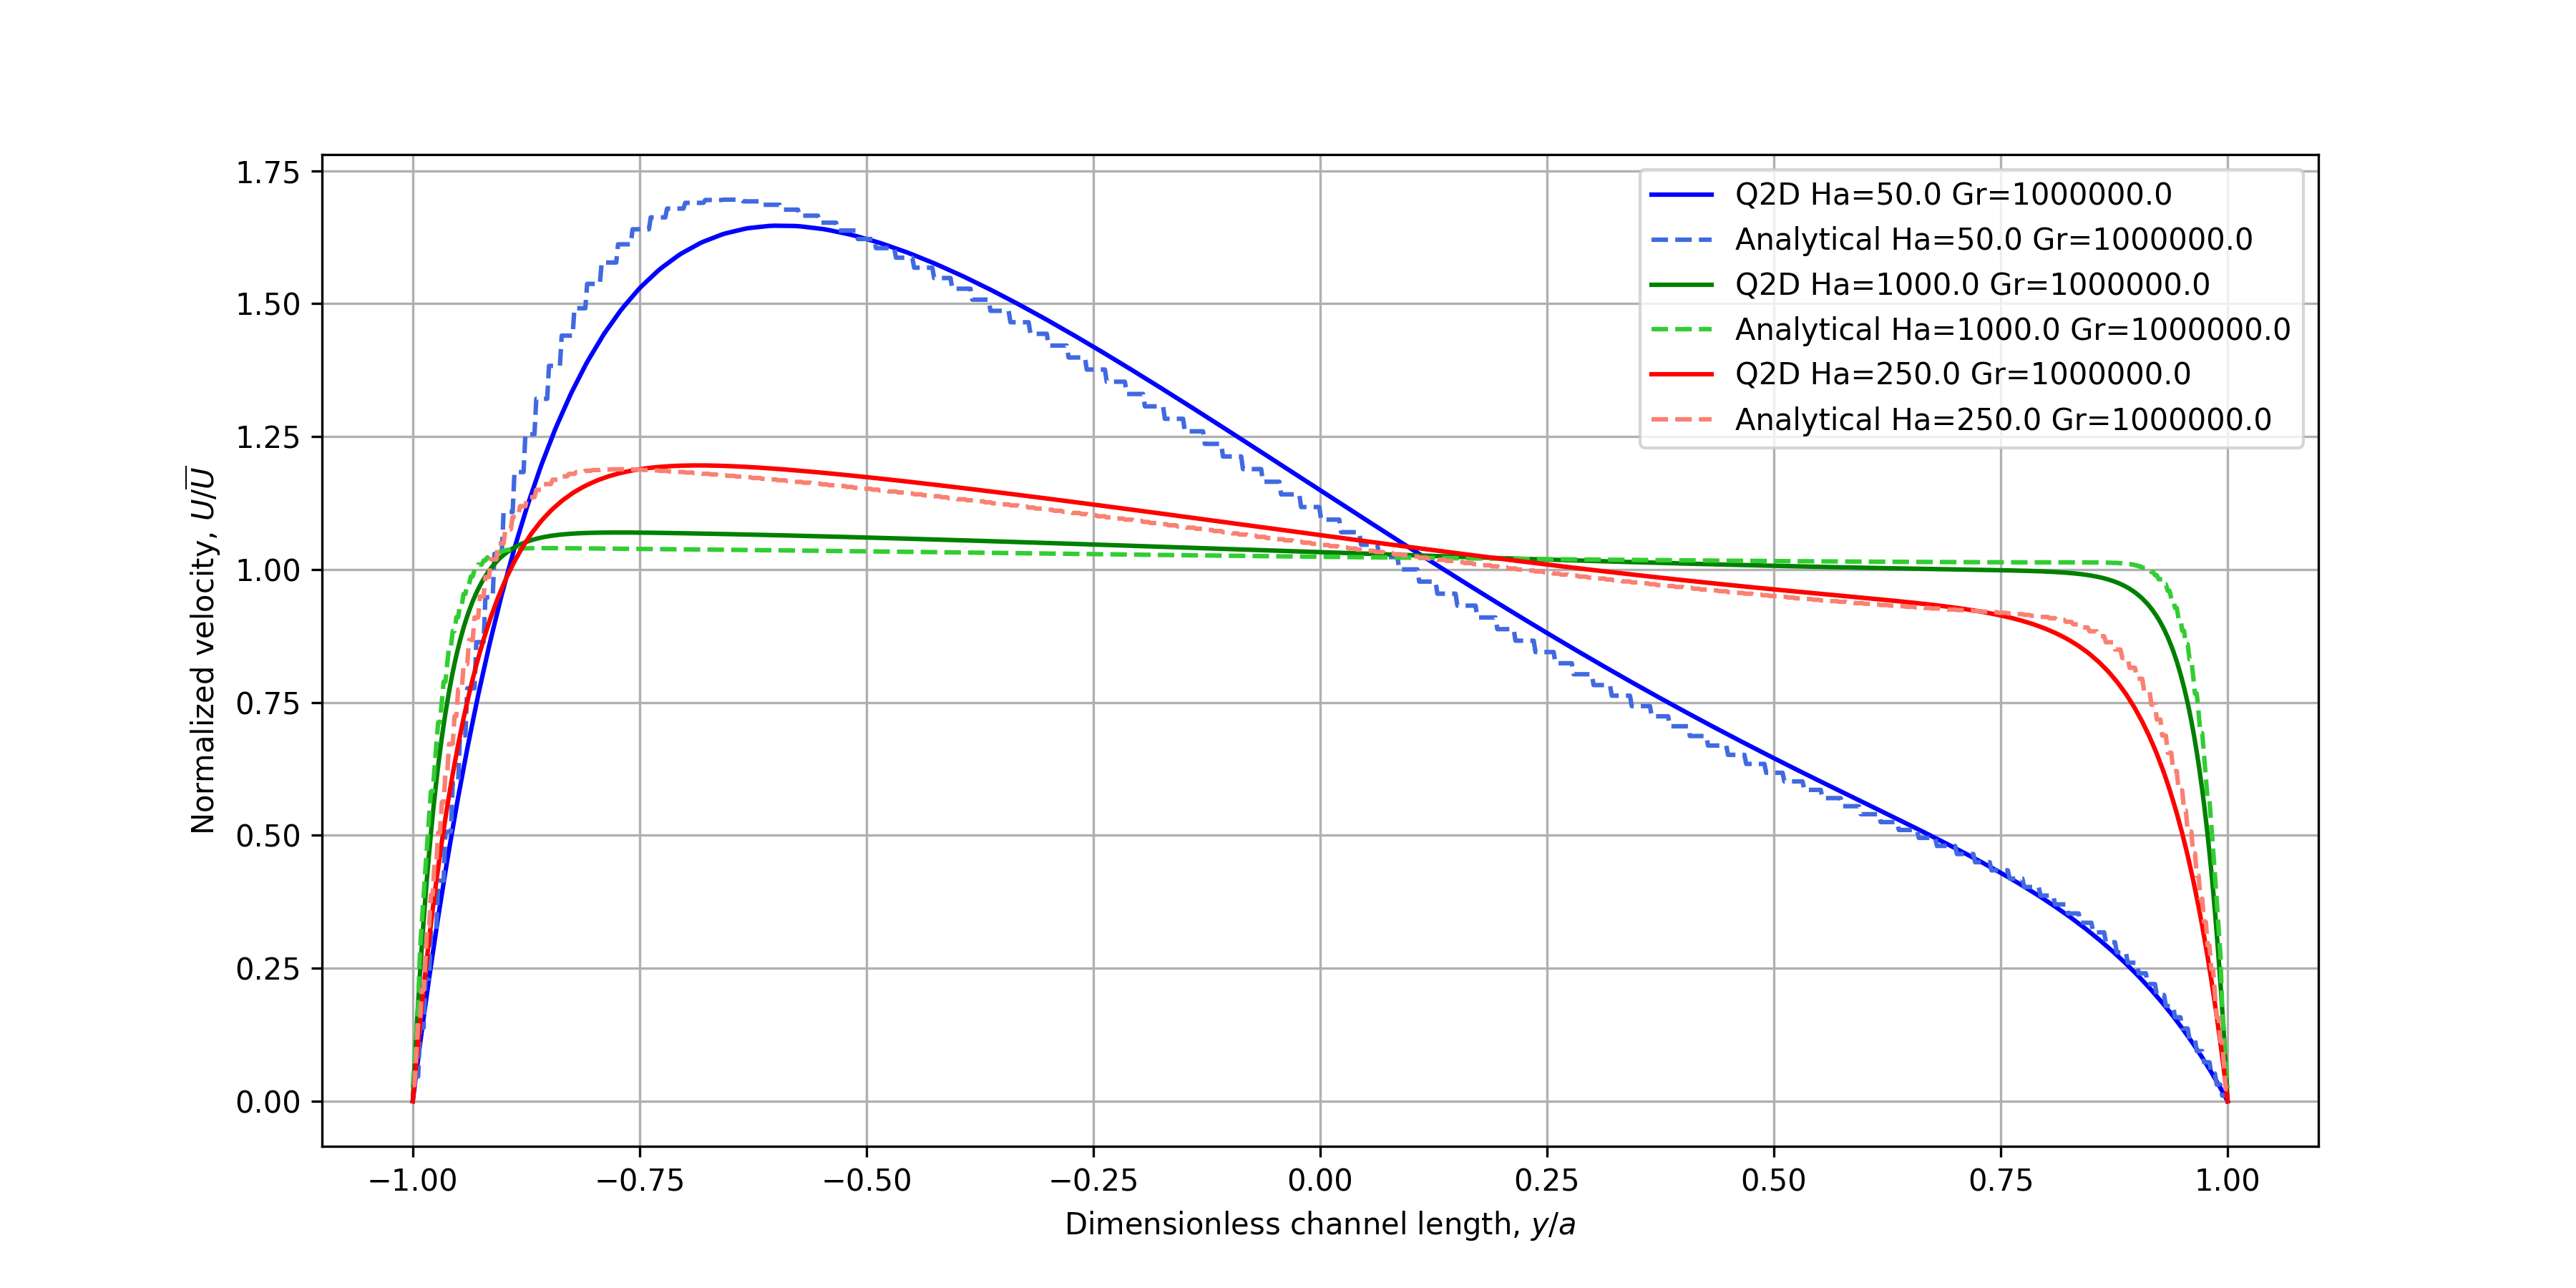 1.75
1.50
1.25
1.00
0.75
0.50
0.25
0.00
Normalized velocity, U/U̅
Q2D Ha=50.0 Gr=1000000.0
Analytical Ha=50.0 Gr=1000000.0
Q2D Ha=1000.0 Gr=1000000.0
Analytical Ha=1000.0 Gr=1000000.0
Q2D Ha=250.0 Gr=1000000.0
Analytical Ha=250.0 Gr=1000000.0
−1.00 −0.75 −0.50 −0.25 0.00 0.25 0.50 0.75 1.00
Dimensionless channel length, y/a